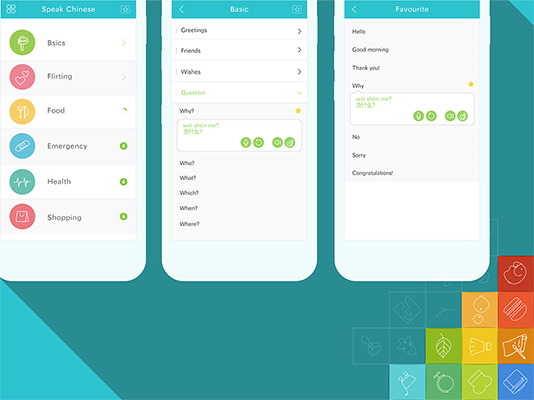 Speak Chinese
Bsics
Flirting
Food
Emergency
Health
Shopping
Basic
Greetings
Friends
Wishes
Queston
Why?
wei shén me?
为什么?
Who?
What?
Which?
When?
Where?
Favourite
Hello
Good morning
Thank you!
Why
wei shén me?
为什么?
No
Sorry
Congratulations!